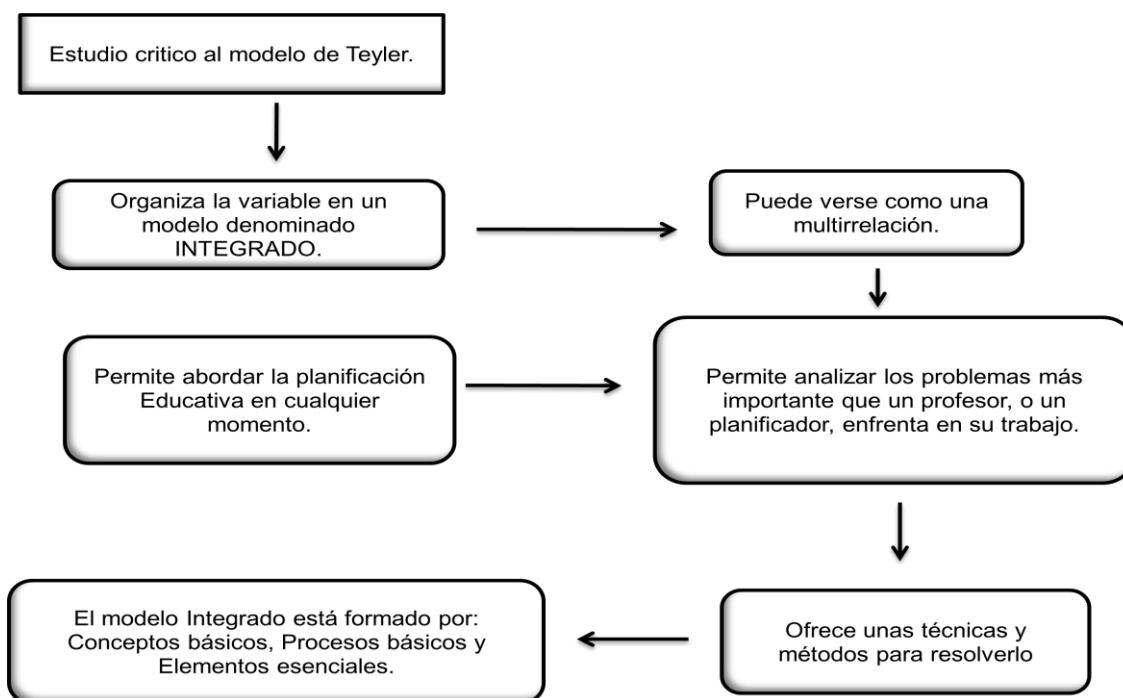 Estudio critico al modelo de Teyler.
Organiza la variable en un
modelo denominado
INTEGRADO.
Puede verse como una
multirrelación.
Permite abordar la planificación
Educativa en cualquier
momento.
Permite analizar los problemas más
importante que un profesor, o un
planificador, enfrenta en su trabajo.
Ofrece unas técnicas y
métodos para resolverlo
El modelo Integrado está formado por:
Conceptos básicos, Procesos básicos y
Elementos esenciales.